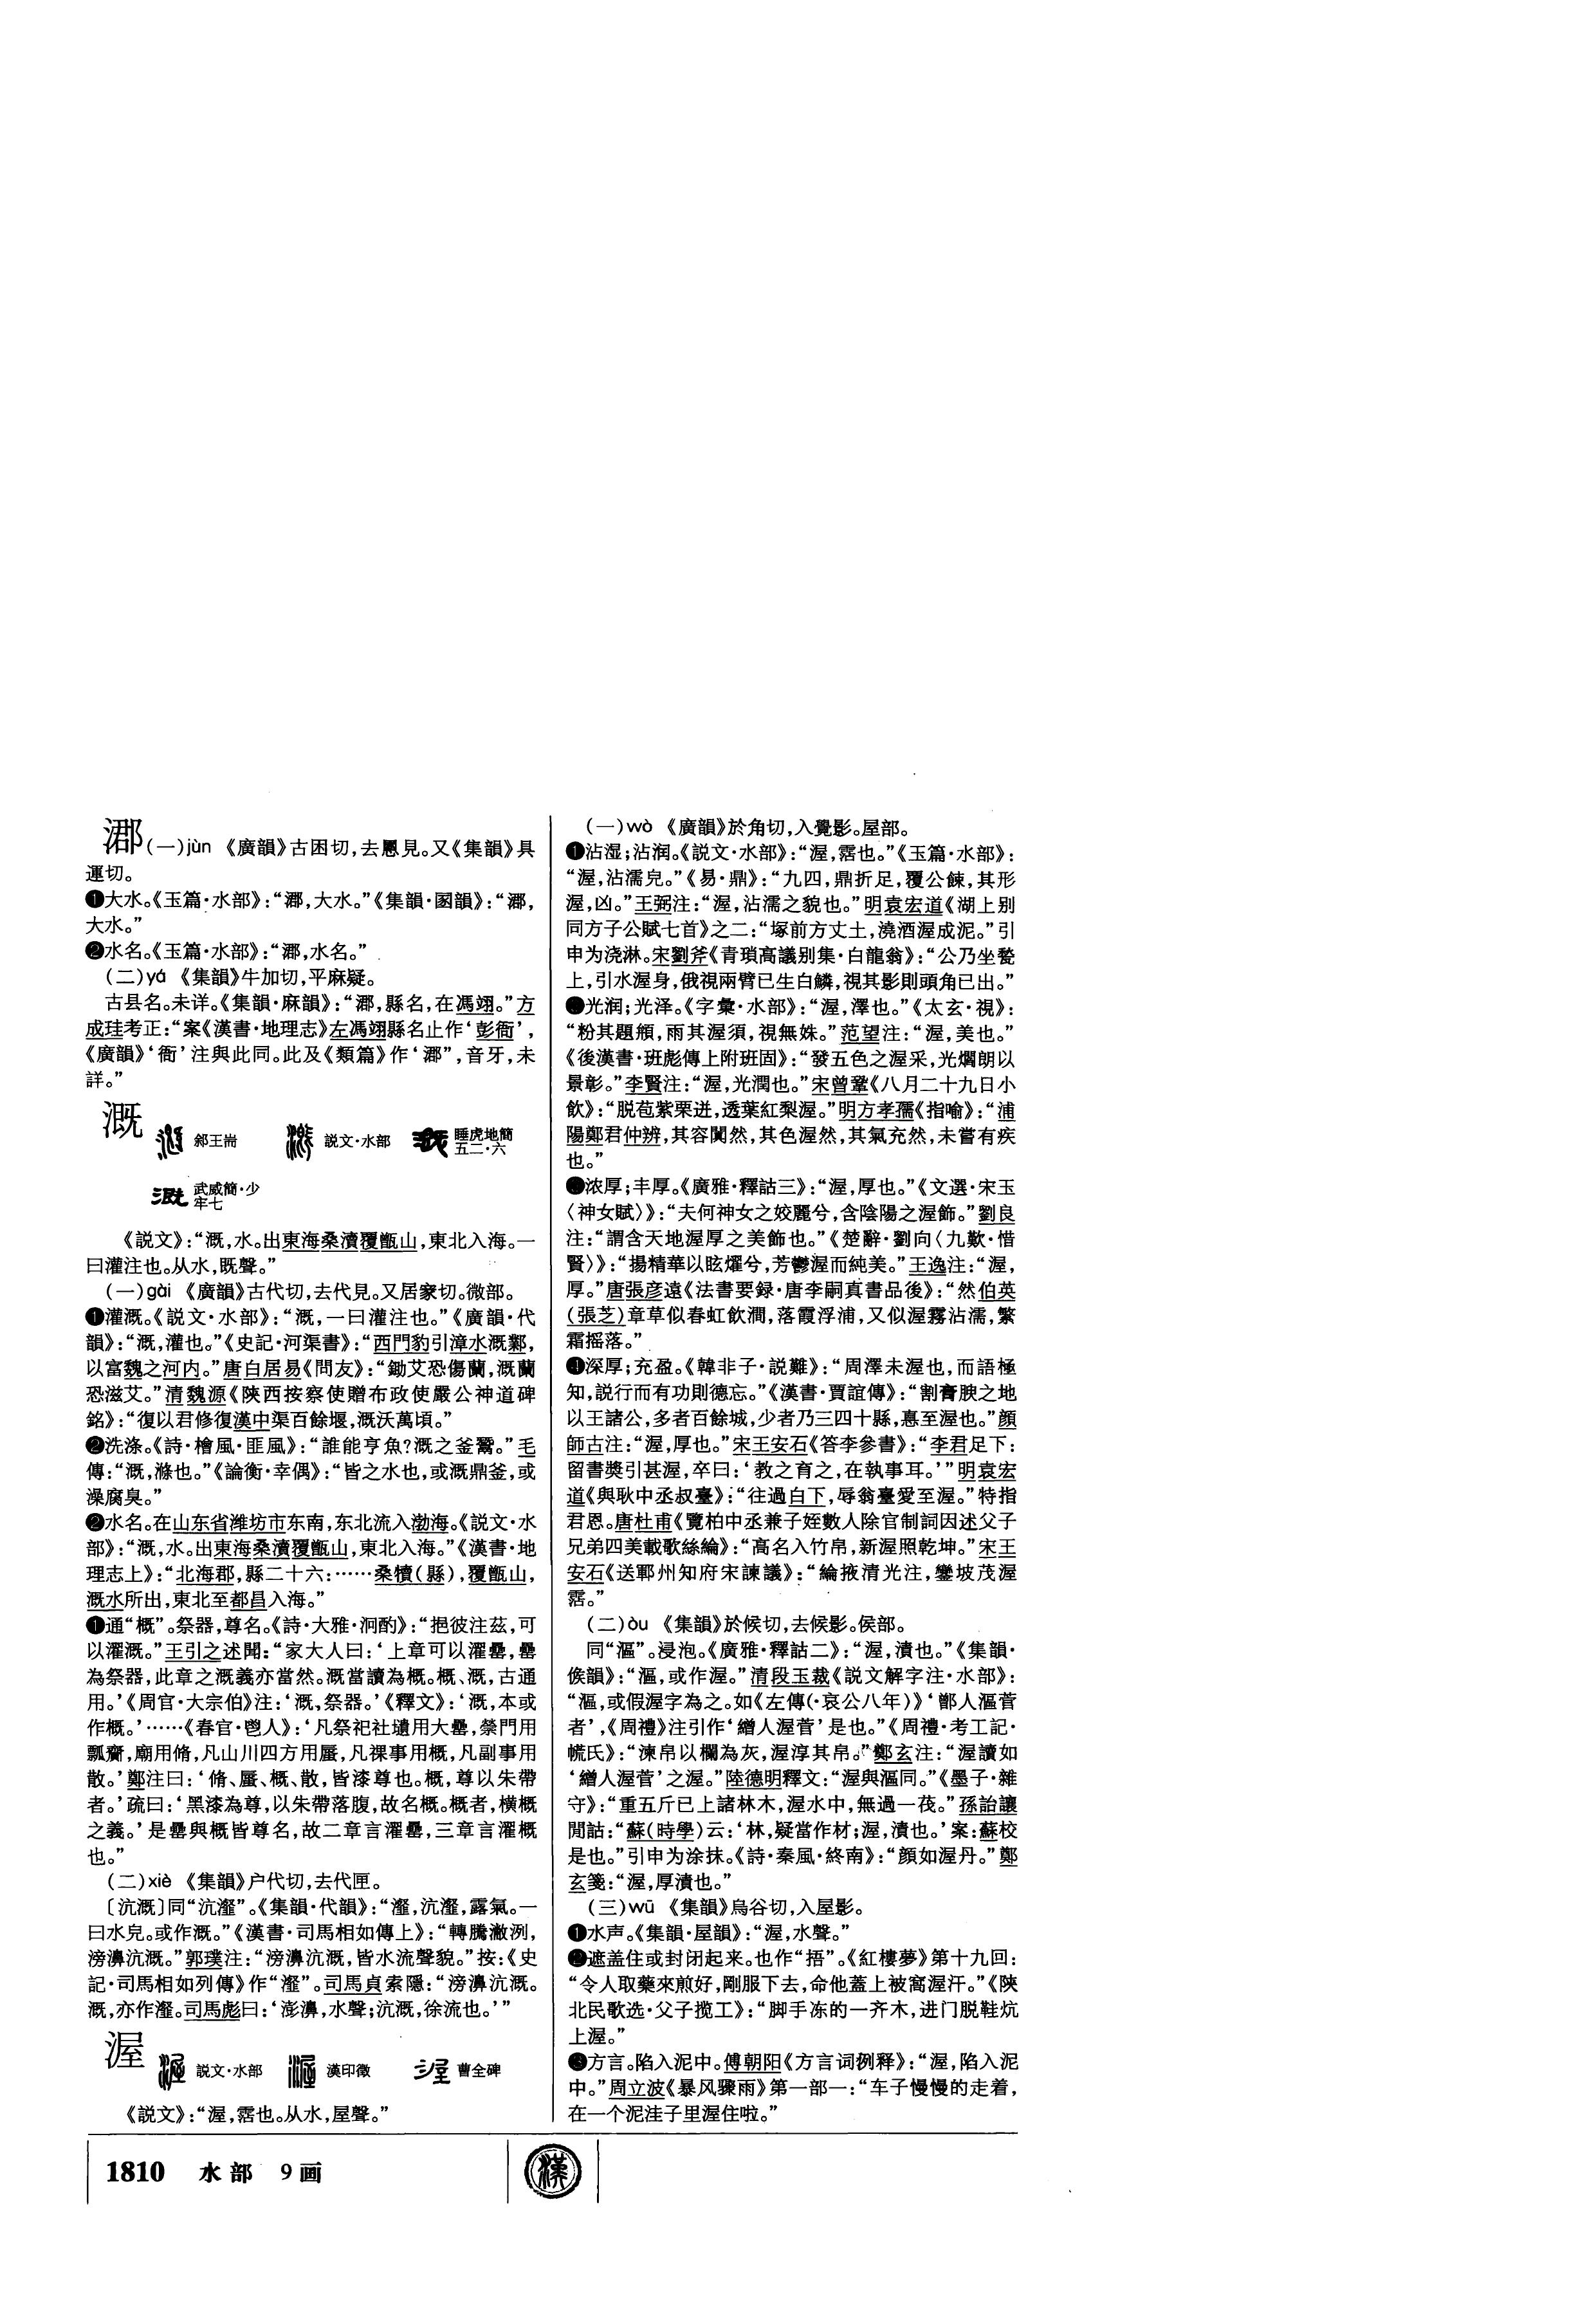 㶒(一)jùn 《廣韻》古困切,去慁見。又《集韻》具
運切。
❶大水。《玉篇·水部》:“㶒,大水。”《集韻·圂韻》:“㶒,
大水。”
❷水名。《玉篇·水部》:“㶒,水名。”
(二)yá 《集韻》牛加切,平麻疑。
古县名。未详。《集韻·麻韻》:“㶒,縣名,在馮翊。”方
成珪考正:“案《漢書·地理志》左馮翊縣名止作‘彭衙’,
《廣韻》‘衙’注與此同。此及《類篇》作‘㶒”,音牙,未
詳。”
溉
䣄王耑 説文·水部 睡虎地簡五二·六
武威簡·少牢七
《説文》:“溉,水。出東海桑瀆覆甑山,東北入海。一
曰灌注也。从水,既聲。”
(一)gài 《廣韻》古代切,去代見。又居家切。微部。
❶灌溉。《説文·水部》:“溉,一曰灌注也。”《廣韻·代
韻》:“溉,灌也。”《史記·河渠書》:“西門豹引漳水溉鄴,
以富魏之河内。”唐白居易《問友》:“鋤艾恐傷蘭,溉蘭
恐滋艾。”清魏源《陝西按察使贈布政使嚴公神道碑
銘》:“復以君修復漢中渠百餘堰,溉沃萬頃。”
❷洗涤。《詩·檜風·匪風》:“誰能亨魚?溉之釜鬵。”毛
傳:“溉,滌也。”《論衡·幸偶》:“皆之水也,或溉鼎釜,或
澡腐臭。”
❷水名。在山东省潍坊市东南,东北流入渤海。《説文·水
部》:“溉,水。出東海桑瀆覆甑山,東北入海。”《漢書·地
理志上》:“北海郡,縣二十六:……桑犢(縣),覆甑山,
溉水所出,東北至都昌入海。”
❶通“概”。祭器,尊名。《詩·大雅·泂酌》:“挹彼注茲,可
以濯溉。”王引之述聞:“家大人曰:‘上章可以濯罍,罍
為祭器,此章之溉義亦當然。溉當讀為概。概、溉,古通
用。’《周官·大宗伯》注:‘溉,祭器。’《釋文》:‘溉,本或
作概。’……《春官·鬯人》:‘凡祭祀社壝用大罍,禜門用
瓢齎,廟用脩,凡山川四方用蜃,凡祼事用概,凡副事用
散。’鄭注曰:‘脩、蜃、概、散,皆漆尊也。概,尊以朱帶
者。’疏曰:‘黑漆為尊,以朱帶落腹,故名概。概者,橫概
之義。’是罍與概皆尊名,故二章言濯罍,三章言濯概
也。”
(二)xiè 《集韻》户代切,去代匣。
〔沆溉〕同“沆瀣”。《集韻·代韻》:“瀣,沆瀣,露氣。一
曰水皃。或作溉。”《漢書·司馬相如傳上》:“轉騰潎洌,
滂濞沆溉。”郭璞注:“滂濞沆溉,皆水流聲貌。”按:《史
記·司馬相如列傳》作“瀣”。司馬貞索隱:“滂濞沆溉。
溉,亦作瀣。司馬彪曰:‘澎濞,水聲;沆溉,徐流也。’”
渥
説文·水部 漢印徵 曹全碑
《説文》:“渥,霑也。从水,屋聲。”
(一)wò 《廣韻》於角切,入覺影。屋部。
❶沾湿;沾润。《説文·水部》:“渥,霑也。”《玉篇·水部》:
“渥,沾濡皃。”《易·鼎》:“九四,鼎折足,覆公餗,其形
渥,凶。”王弼注:“渥,沾濡之貌也。”明袁宏道《湖上别
同方子公賦七首》之二:“塚前方丈土,澆酒渥成泥。”引
申为浇淋。宋劉斧《青瑣高議别集·白龍翁》:“公乃坐甃
上,引水渥身,俄視兩臂已生白鱗,視其影則頭角已出。”
光润;光泽。《字彙·水部》:“渥,澤也。”《太玄·視》:
“粉其題頯,雨其渥須,視無姝。”范望注:“渥,美也。”
《後漢書·班彪傳上附班固》:“發五色之渥采,光爓朗以
景彰。”李賢注:“渥,光潤也。”宋曾鞏《八月二十九日小
飲》:“脱苞紫栗迸,透葉紅梨渥。”明方孝孺《指喻》:“浦
陽鄭君仲辨,其容闐然,其色渥然,其氣充然,未嘗有疾
也。”
浓厚;丰厚。《廣雅·釋詁三》:“渥,厚也。”《文選·宋玉
〈神女賦〉》:“夫何神女之姣麗兮,含陰陽之渥飾。”劉良
注:“謂含天地渥厚之美飾也。”《楚辭·劉向〈九歎·惜
賢〉》:“揚精華以眩燿兮,芳鬱渥而純美。”王逸注:“渥,
厚。”唐張彦遠《法書要録·唐李嗣真書品後》:“然伯英
(張芝)章草似春虹飲澗,落霞浮浦,又似渥霧沾濡,繁
霜摇落。”
❹深厚;充盈。《韓非子·説難》:“周澤未渥也,而語極
知,説行而有功則德忘。”《漢書·賈誼傳》:“割膏腴之地
以王諸公,多者百餘城,少者乃三四十縣,惪至渥也。”顔
師古注:“渥,厚也。”宋王安石《答李參書》:“李君足下:
留書獎引甚渥,卒曰:‘教之育之,在執事耳。’”明袁宏
道《與耿中丞叔臺》:“往過白下,辱翁臺愛至渥。”特指
君恩。唐杜甫《覽柏中丞兼子姪數人除官制詞因述父子
兄弟四美載歌絲綸》:“高名入竹帛,新渥照乾坤。”宋王
安石《送鄆州知府宋諫議》:“綸掖清光注,鑾坡茂渥
霑。”
(二)òu 《集韻》於候切,去候影。侯部。
同“漚”。浸泡。《廣雅·釋詁二》:“渥,漬也。”《集韻·
候韻》:“漚,或作渥。”清段玉裁《説文解字注·水部》:
“漚,或假渥字為之。如《左傳(·哀公八年)》‘鄫人漚菅
者’,《周禮》注引作‘繒人渥菅’是也。”《周禮·考工記·
㡛氏》:“湅帛以欄為灰,渥淳其帛。”鄭玄注:“渥讀如
‘繒人渥菅’之渥。”陸德明釋文:“渥與漚同。”《墨子·雜
守》:“重五斤已上諸林木,渥水中,無過一茷。”孫詒讓
閒詁:“蘇(時學)云:‘林,疑當作材;渥,漬也。’案:蘇校
是也。”引申为涂抹。《詩·秦風·終南》:“顔如渥丹。”鄭
玄箋:“渥,厚漬也。”
(三)wū 《集韻》烏谷切,入屋影。
❶水声。《集韻·屋韻》:“渥,水聲。”
❷遮盖住或封闭起来。也作“捂”。《紅樓夢》第十九回:
“令人取藥來煎好,剛服下去,命他蓋上被窩渥汗。”《陕
北民歌选·父子揽工》:“脚手冻的一齐木,进门脱鞋炕
上渥。”
❸方言。陷入泥中。傅朝阳《方言词例释》:“渥,陷入泥
中。”周立波《暴风骤雨》第一部一:“车子慢慢的走着,
在一个泥洼子里渥住啦。”
1810 水部 9画
漢